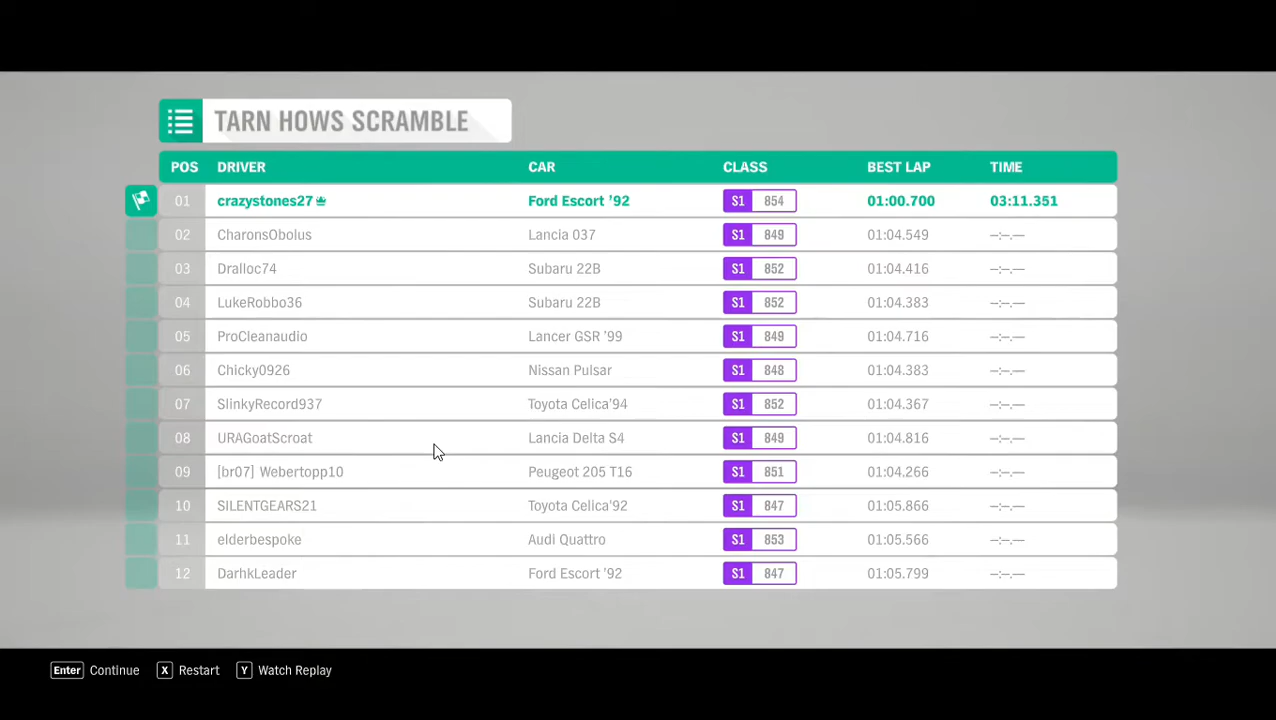 TARN HOWS SCRAMBLE
POS DRIVER CAR CLASS BEST LAP TIME
01 crazystones27 Ford Escort '92 S1 854 01:00.700 03:11.351
02 CharonsObolus Lancia 037 S1 849 01:04.549 --:--.---
03 Dralloc74 Subaru 22B S1 852 01:04.416 --:--.---
04 LukeRobbo36 Subaru 22B S1 852 01:04.383 --:--.---
05 ProCleanaudio Lancer GSR '99 S1 849 01:04.716 --:--.---
06 Chicky0926 Nissan Pulsar S1 848 01:04.383 --:--.---
07 SlinkyRecord937 Toyota Celica'94 S1 852 01:04.367 --:--.---
08 URAGoatScroat Lancia Delta S4 S1 849 01:04.816 --:--.---
09 [br07] Webertopp10 Peugeot 205 T16 S1 851 01:04.266 --:--.---
10 SILENTGEARS21 Toyota Celica'92 S1 847 01:05.866 --:--.---
11 elderbespoke Audi Quattro S1 853 01:05.566 --:--.---
12 DarhkLeader Ford Escort '92 S1 847 01:05.799 --:--.---
Enter Continue X Restart Y Watch Replay